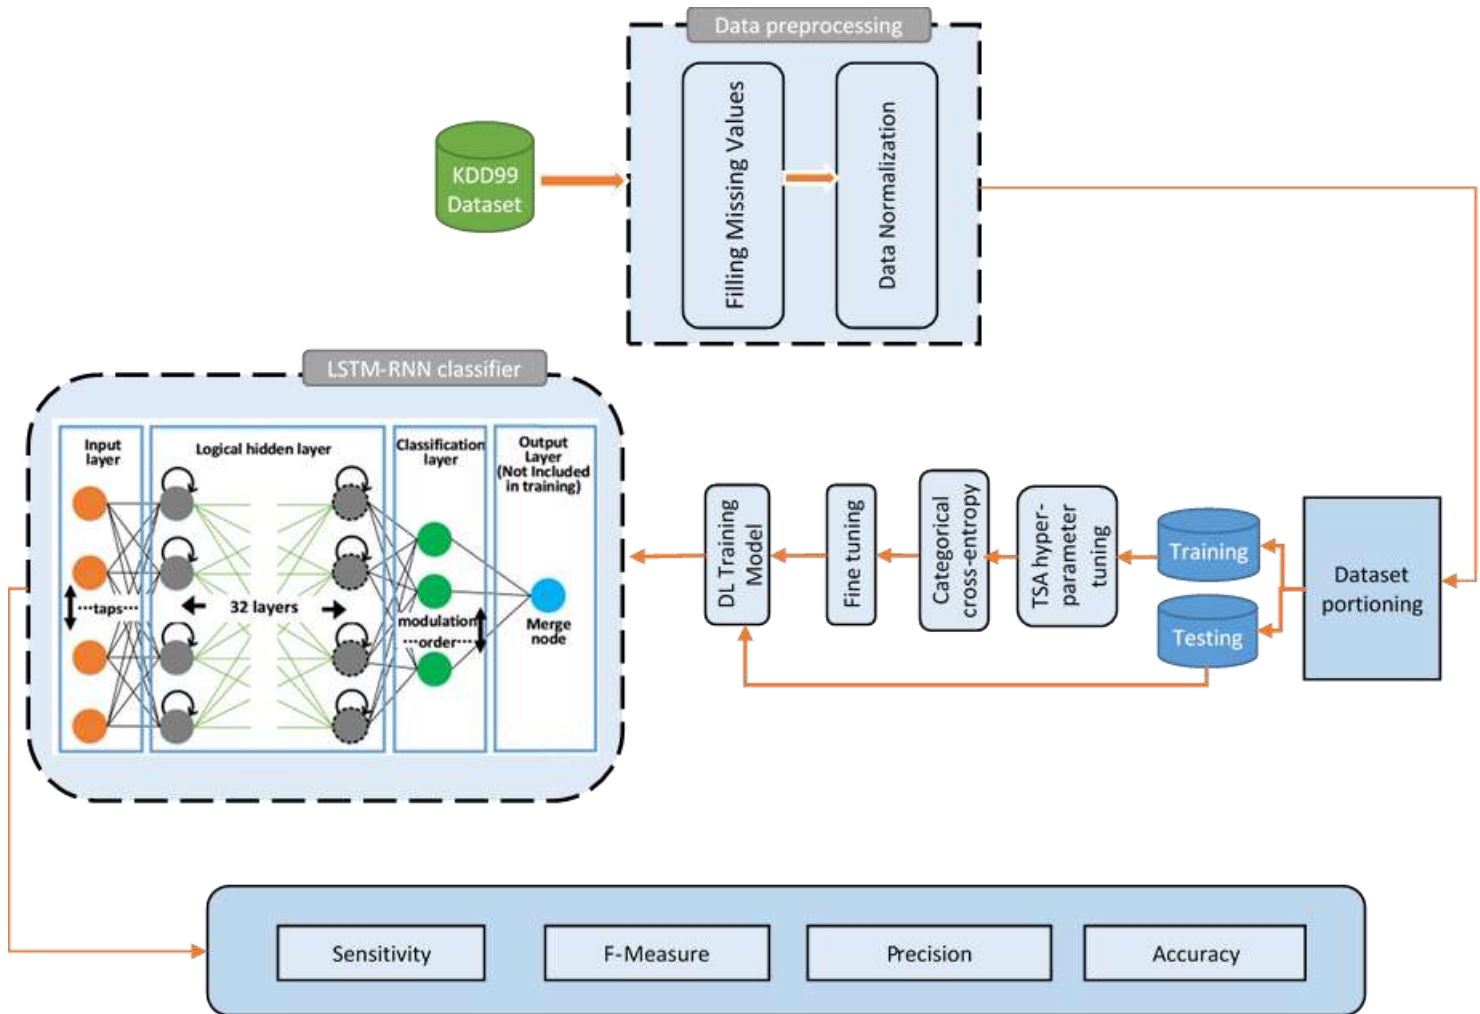 Data preprocessing
KDD99
Dataset
Filling Missing Values
Data Normalization
LSTM-RNN classifier
Input
layer
Logical hidden layer
Classification
layer
Output
Layer
(Not Included
in training)
taps
32 layers
modulation
order
Merge
node
DL Training
Model
Fine tuning
Categorical
cross-entropy
TSA hyper-
parameter
tuning
Training
Testing
Dataset
portioning
Sensitivity
F-Measure
Precision
Accuracy